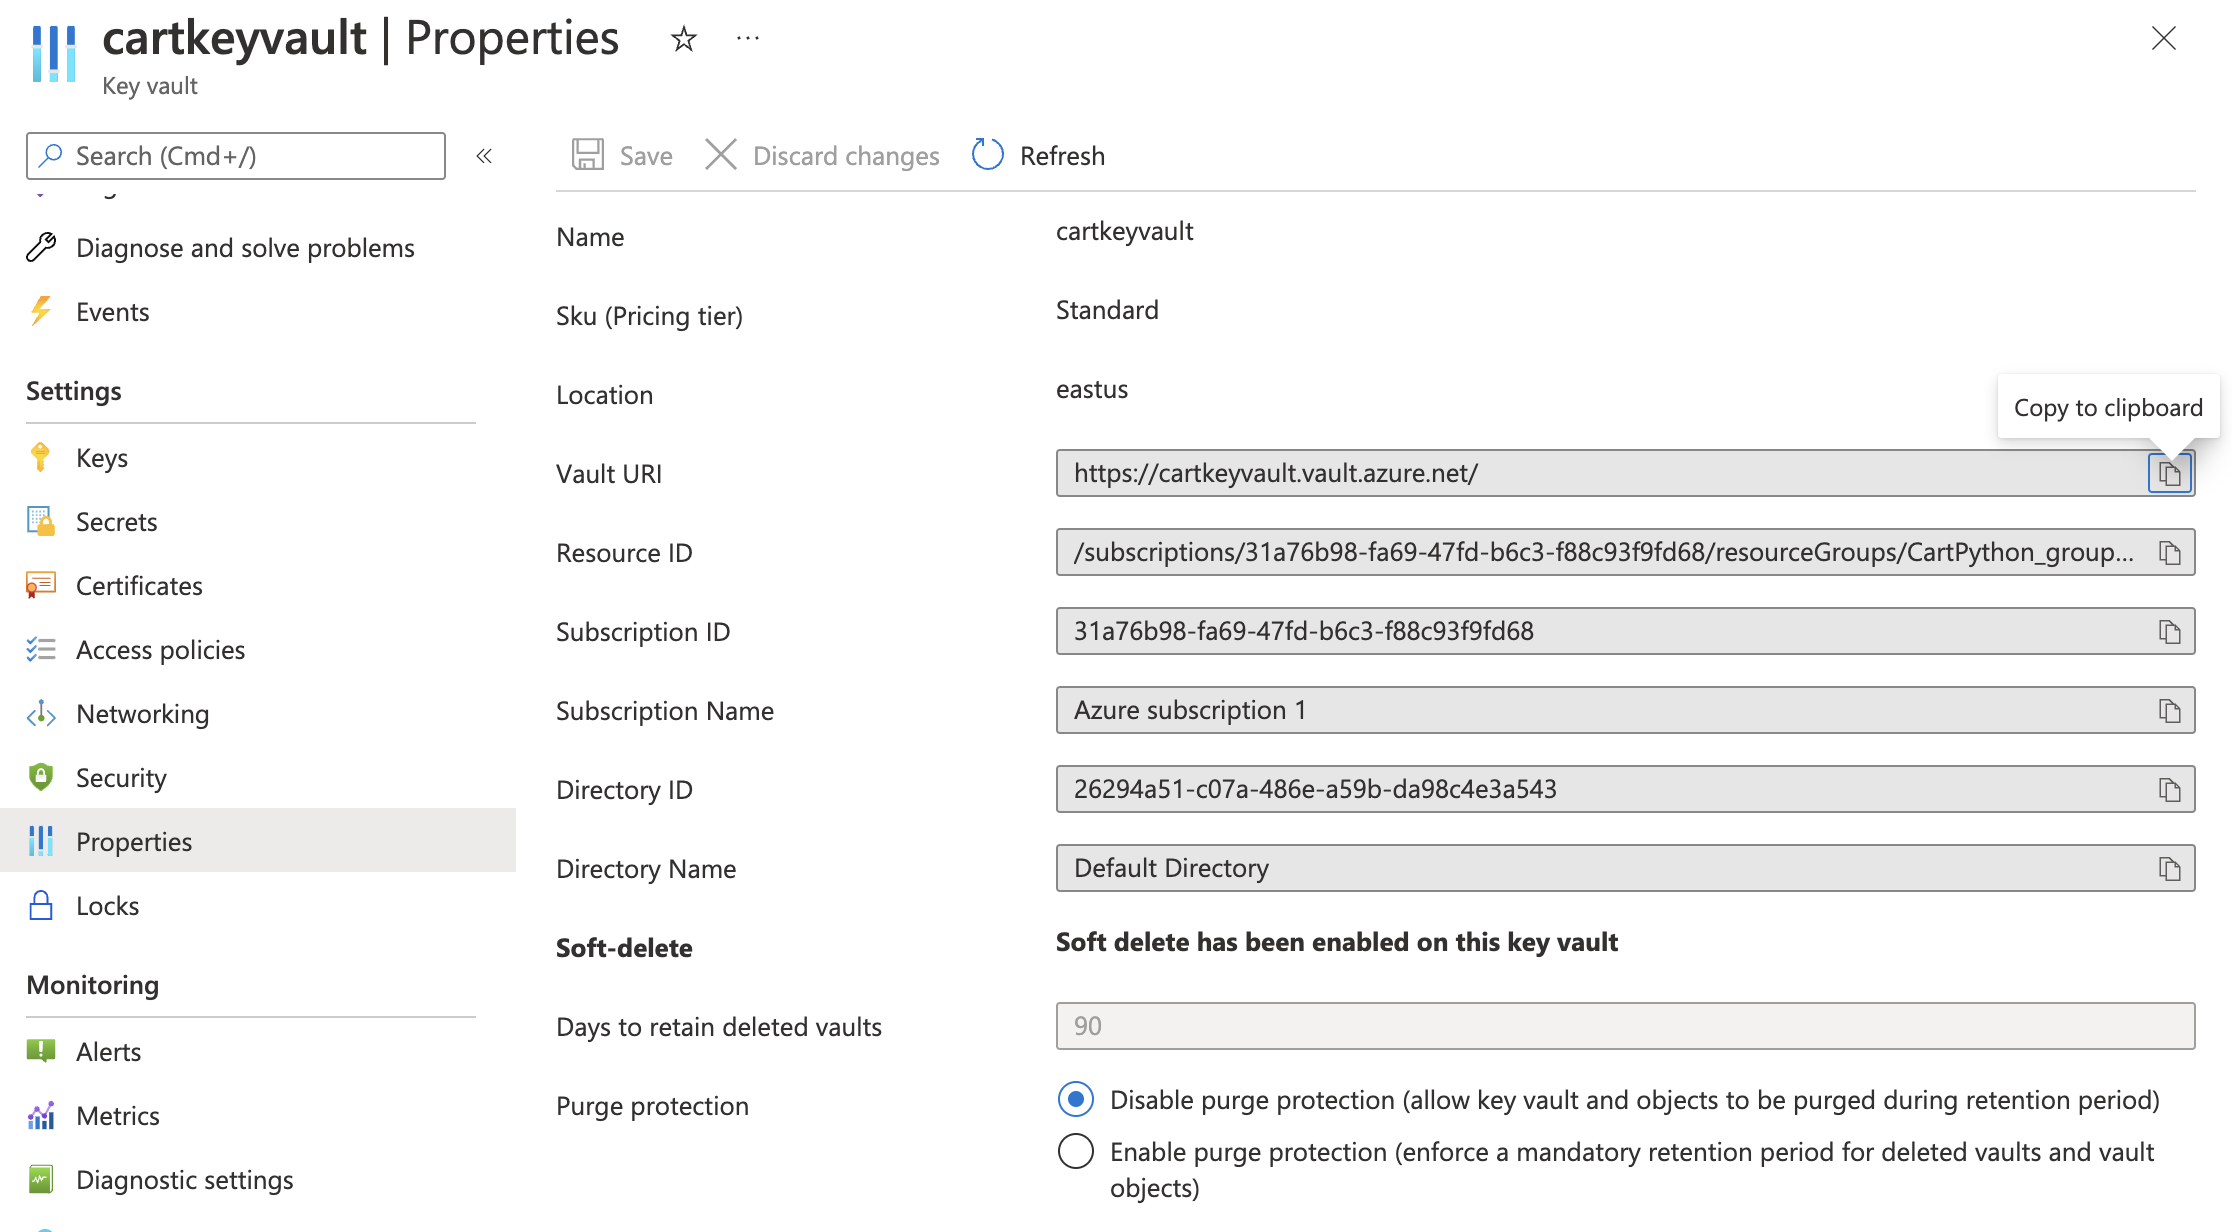 cartkeyvault | Properties
Key vault
Search (Cmd+/)
Save
Discard changes
Refresh
Diagnose and solve problems
Events
Settings
Keys
Secrets
Certificates
Access policies
Networking
Security
Properties
Locks
Monitoring
Alerts
Metrics
Diagnostic settings
Name
cartkeyvault
Sku (Pricing tier)
Standard
Location
eastus
Copy to clipboard
Vault URI
https://cartkeyvault.vault.azure.net/
Resource ID
/subscriptions/31a76b98-fa69-47fd-b6c3-f88c93f9fd68/resourceGroups/CartPython_group...
Subscription ID
31a76b98-fa69-47fd-b6c3-f88c93f9fd68
Subscription Name
Azure subscription 1
Directory ID
26294a51-c07a-486e-a59b-da98c4e3a543
Directory Name
Default Directory
Soft-delete
Soft delete has been enabled on this key vault
Days to retain deleted vaults
90
Purge protection
Disable purge protection (allow key vault and objects to be purged during retention period)
Enable purge protection (enforce a mandatory retention period for deleted vaults and vault
objects)